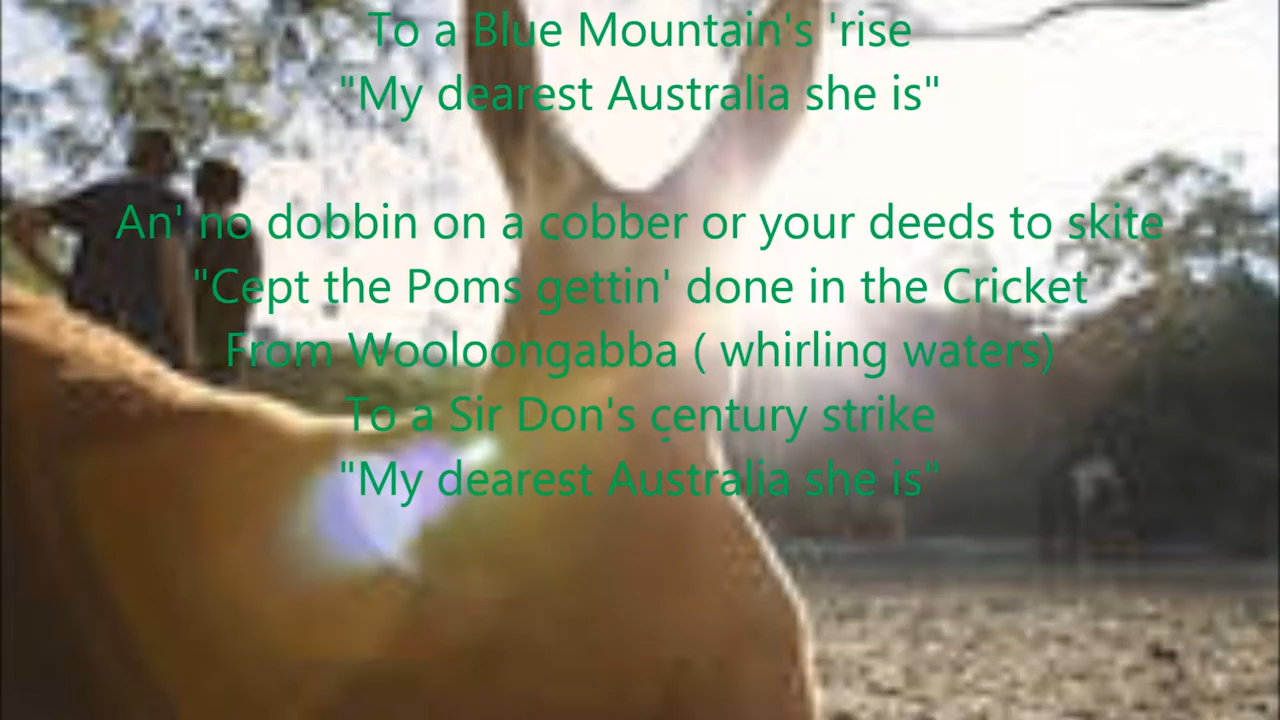 To a Blue Mountain's 'rise
"My dearest Australia she is"
An' no dobbin on a cobber or your deeds to skite
"Cept the Poms gettin' done in the Cricket
From Wooloongabba ( whirling waters)
To a Sir Don's century strike
"My dearest Australia she is"